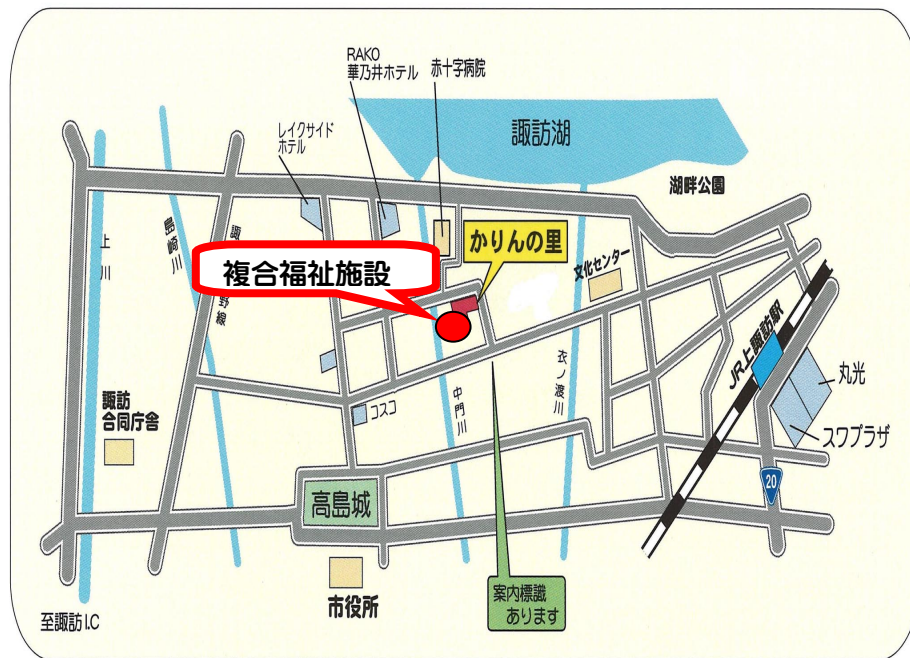 RAKO
華乃井ホテル
赤十字病院
レイクサイド
ホテル
諏訪湖
湖畔公園
上川
島崎川
複合福祉施設
かりんの里
文化センター
JR上諏訪駅
丸光
スワプラザ
衣ノ渡川
中門川
コスコ
諏訪
合同庁舎
20
高島城
市役所
案内標識
あります
至諏訪I.C